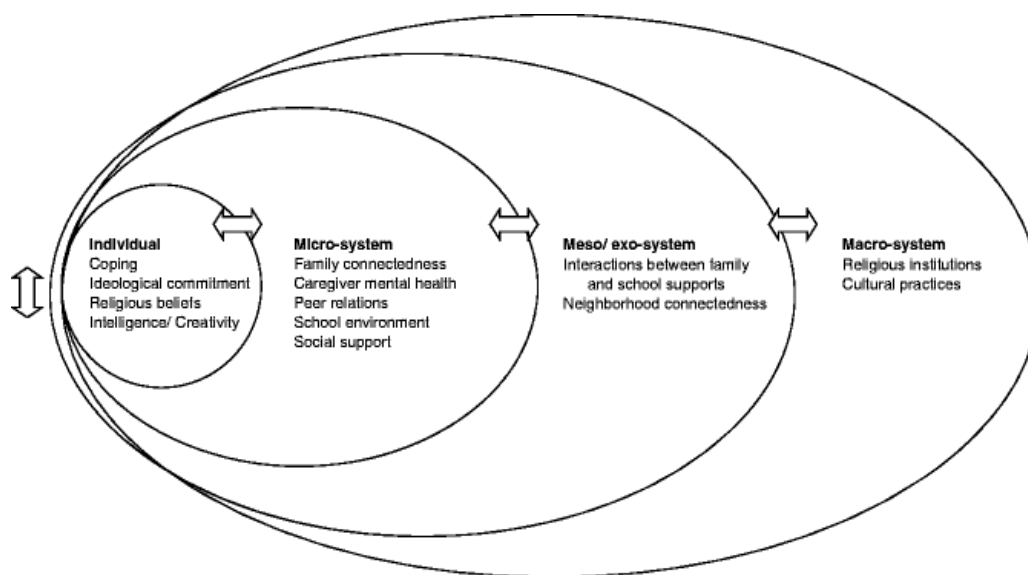 Individual
Coping
Ideological commitment
Religious beliefs
Intelligence/ Creativity
Micro-system
Family connectedness
Caregiver mental health
Peer relations
School environment
Social support
Meso/ exo-system
Interactions between family
and school supports
Neighborhood connectedness
Macro-system
Religious institutions
Cultural practices